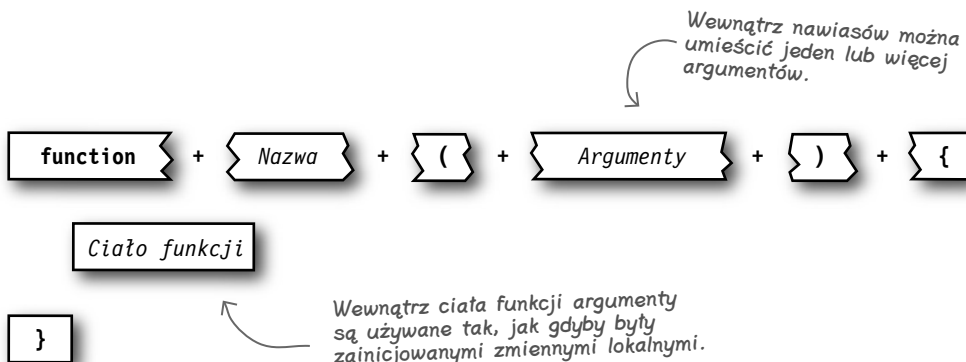 Wewnątrz nawiasów można
umieścić jeden lub więcej
argumentów.
function + Nazwa + ( + Argumenty + ) + {
Ciało funkcji
Wewnątrz ciała funkcji argumenty
są używane tak, jak gdyby były
zainicjowanymi zmiennymi lokalnymi.
}